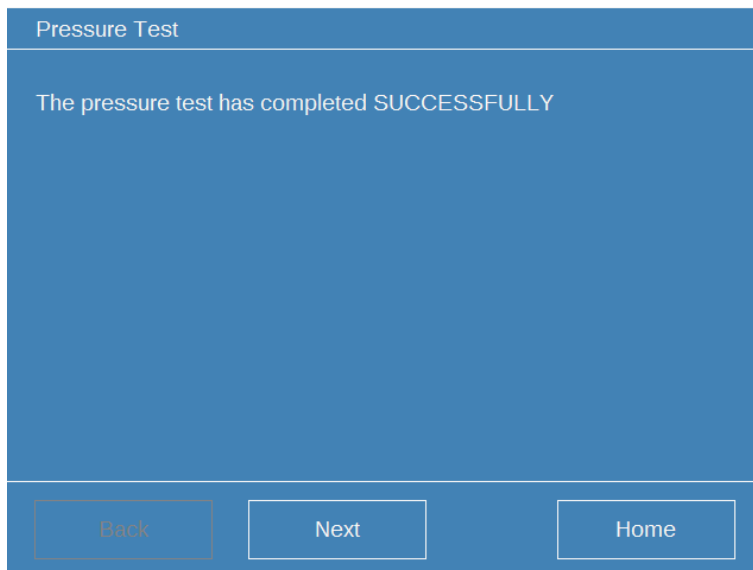 Pressure Test
The pressure test has completed SUCCESSFULLY
Back
Next
Home